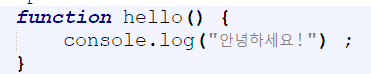 function hello() {
    console.log("안녕하세요!") ;
}